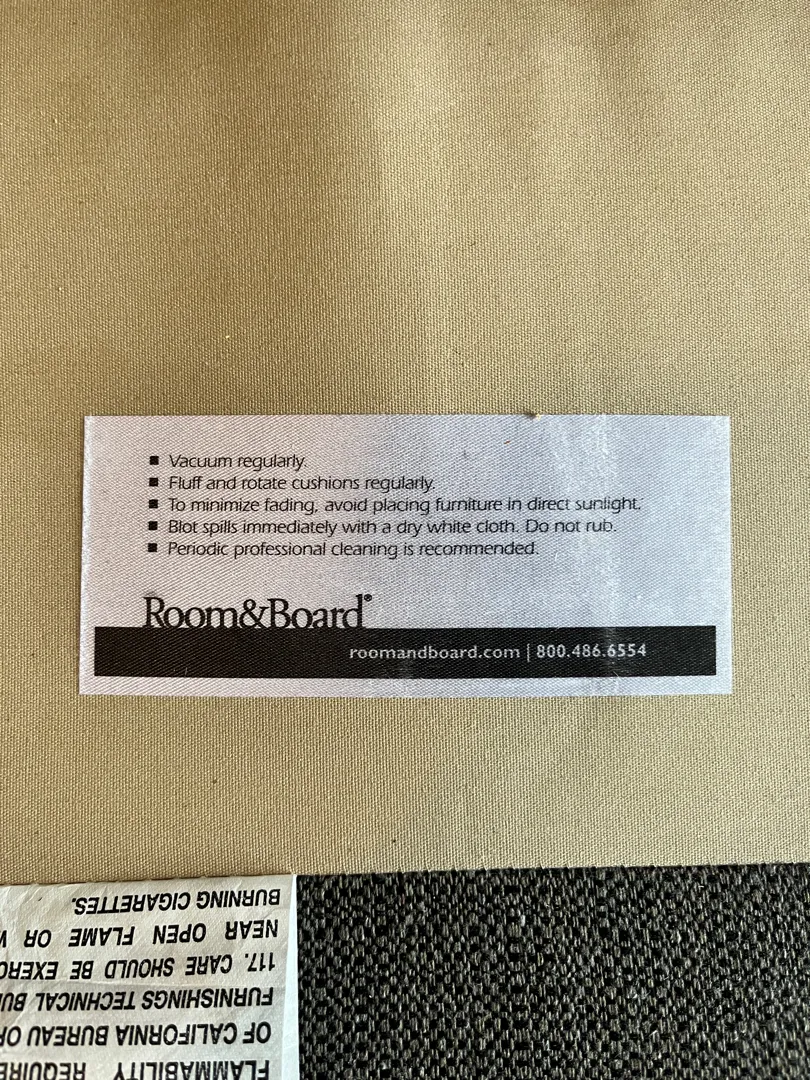 ▪ Vacuum regularly.
▪ Fluff and rotate cushions regularly.
▪ To minimize fading, avoid placing furniture in direct sunlight.
▪ Blot spills immediately with a dry white cloth. Do not rub.
▪ Periodic professional cleaning is recommended.
Room&Board®
roomandboard.com | 800.486.6554
FLAMMABILITY
OF CALIFORNIA BUREAU
FURNISHINGS TECHNICAL
117. CARE SHOULD BE
NEAR OPEN FLAME OR
BURNING CIGARETTES.